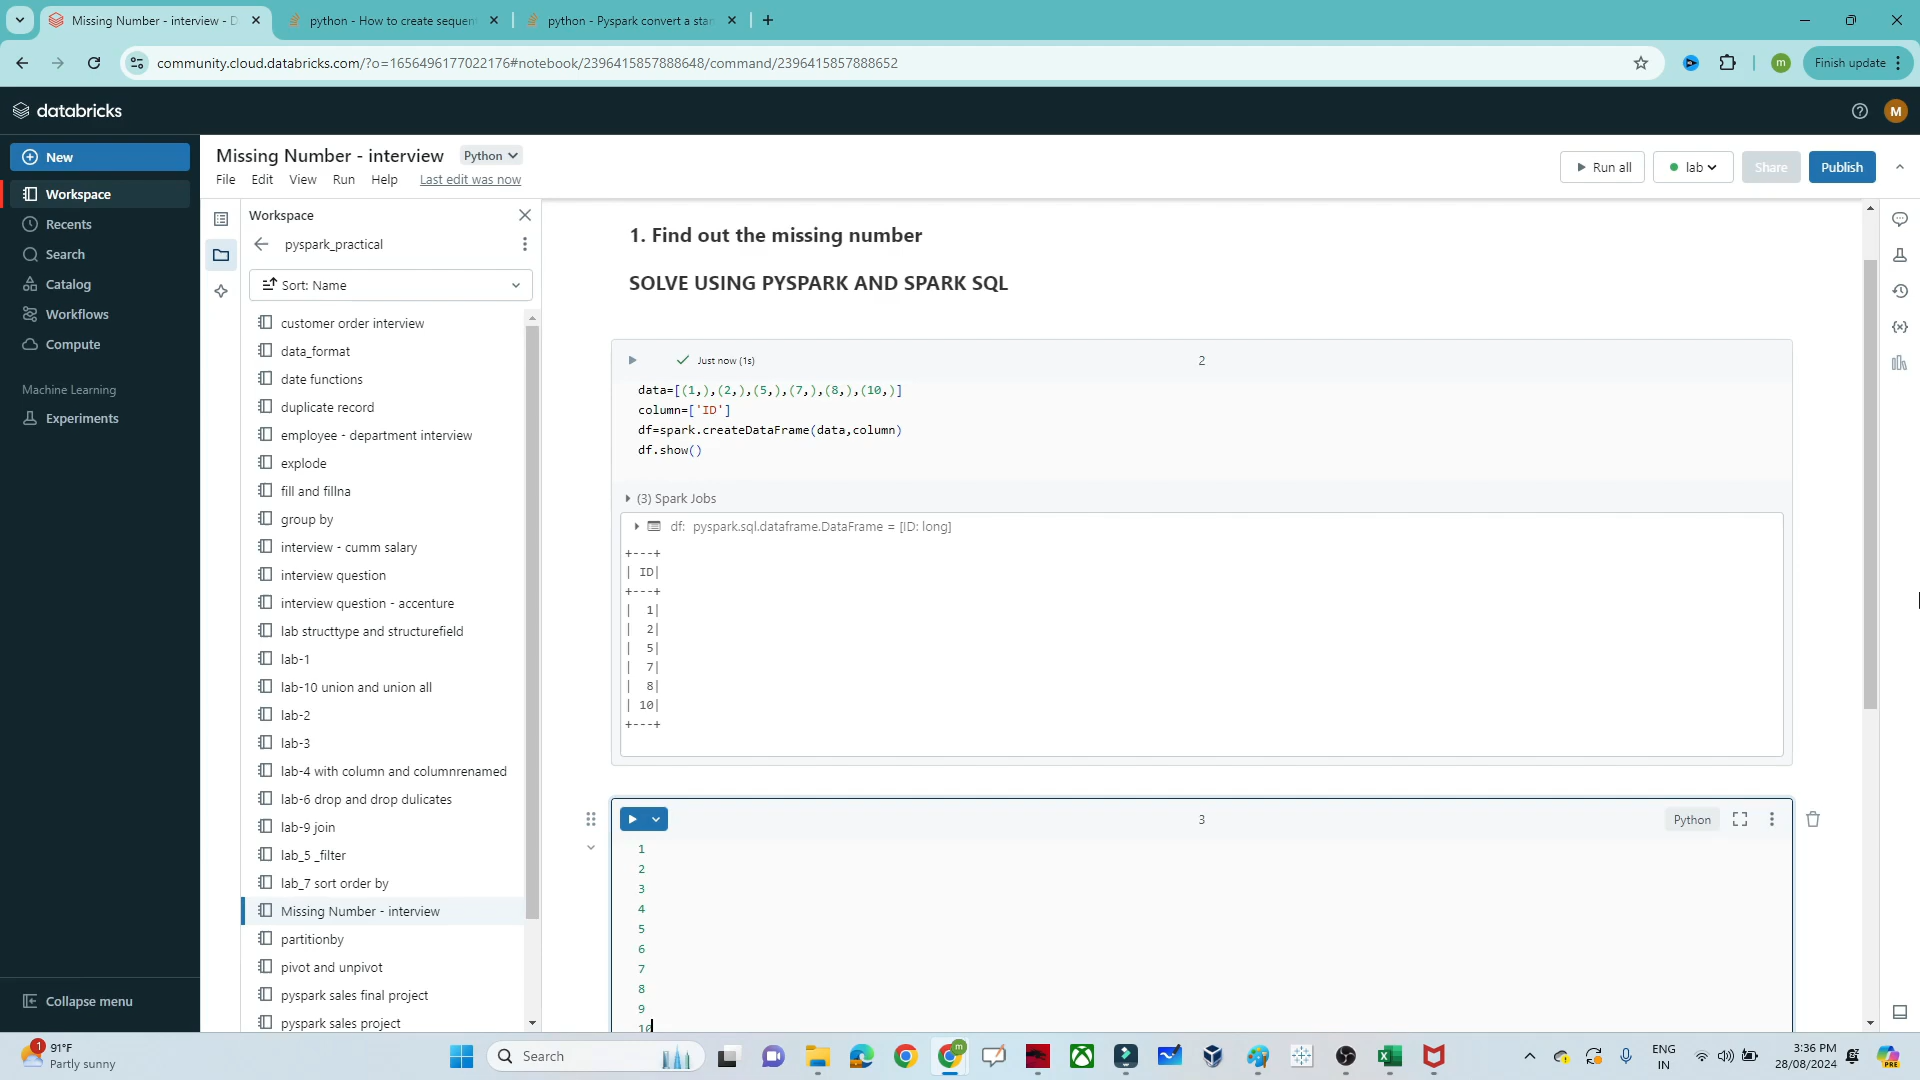 Missing Number - interview - D
python - How to create sequen
python - Pyspark convert a star
community.cloud.databricks.com/?o=1656496177022176#notebook/2396415857888648/command/2396415857888652
m
Finish update
databricks
M
New
Workspace
Recents
Search
Catalog
Workflows
Compute
Machine Learning
Experiments
Collapse menu
Missing Number - interview
Python
File Edit View Run Help Last edit was now
Run all
lab
Share
Publish
Workspace
pyspark_practical
Sort: Name
customer order interview
data_format
date functions
duplicate record
employee - department interview
explode
fill and fillna
group by
interview - cumm salary
interview question
interview question - accenture
lab structtype and structurefield
lab-1
lab-10 union and union all
lab-2
lab-3
lab-4 with column and columnrenamed
lab-6 drop and drop dulicates
lab-9 join
lab_5 _filter
lab_7 sort order by
Missing Number - interview
partitionby
pivot and unpivot
pyspark sales final project
pyspark sales project
1. Find out the missing number
SOLVE USING PYSPARK AND SPARK SQL
Just now (1s)
2
data=[(1,),(2,),(5,),(7,),(8,),(10,)]
column=['ID']
df=spark.createDataFrame(data,column)
df.show()
(3) Spark Jobs
df: pyspark.sql.dataframe.DataFrame = [ID: long]
+---+
| ID|
+---+
|  1|
|  2|
|  5|
|  7|
|  8|
| 10|
+---+
3
Python
1
2
3
4
5
6
7
8
9
10
1
91°F
Partly sunny
Search
m
ENG
IN
3:36 PM
28/08/2024
PRE